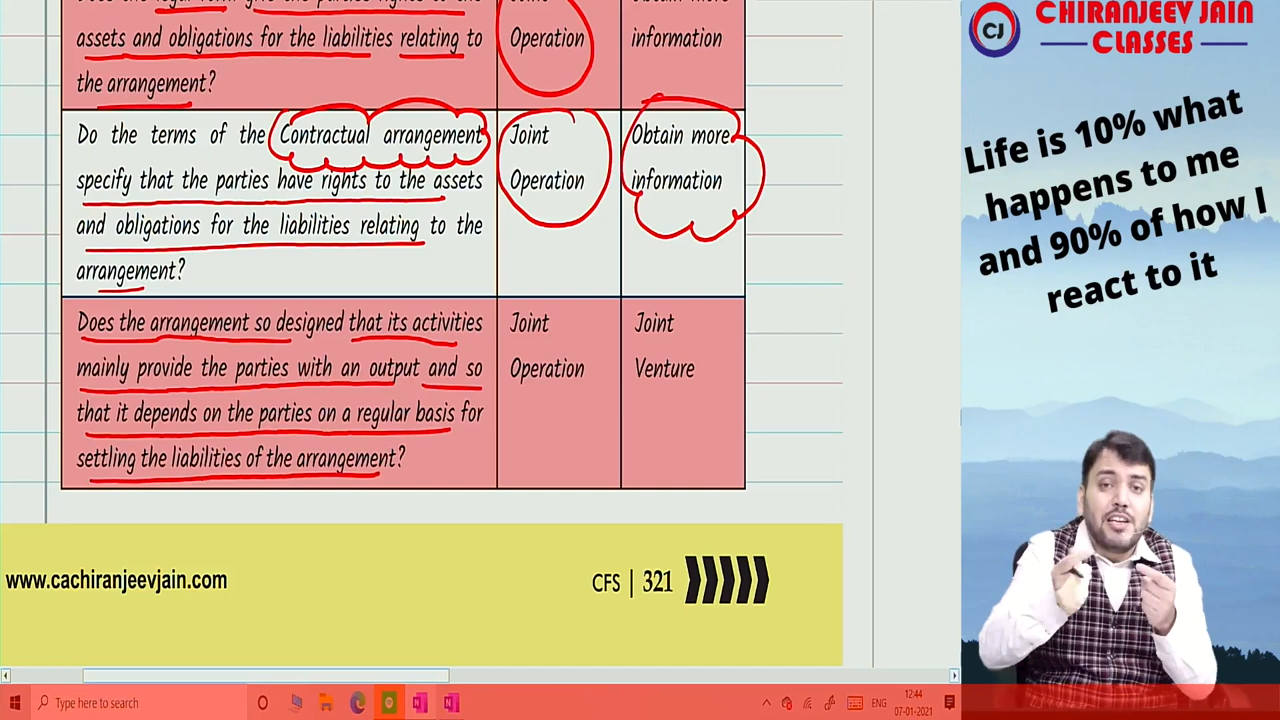 assets and obligations for the liabilities relating to
the arrangement?
Operation
information
Do the terms of the Contractual arrangement
specify that the parties have rights to the assets
and obligations for the liabilities relating to the
arrangement?
Joint
Operation
Obtain more
information
Does the arrangement so designed that its activities
mainly provide the parties with an output and so
that it depends on the parties on a regular basis for
settling the liabilities of the arrangement?
Joint
Operation
Joint
Venture
www.cachiranjeevjain.com
CFS | 321
CJ
CHIRANJEEV JAIN
CLASSES
Life is 10% what
happens to me
and 90% of how I
react to it
Type here to search
ENG
12:44
07-01-2021